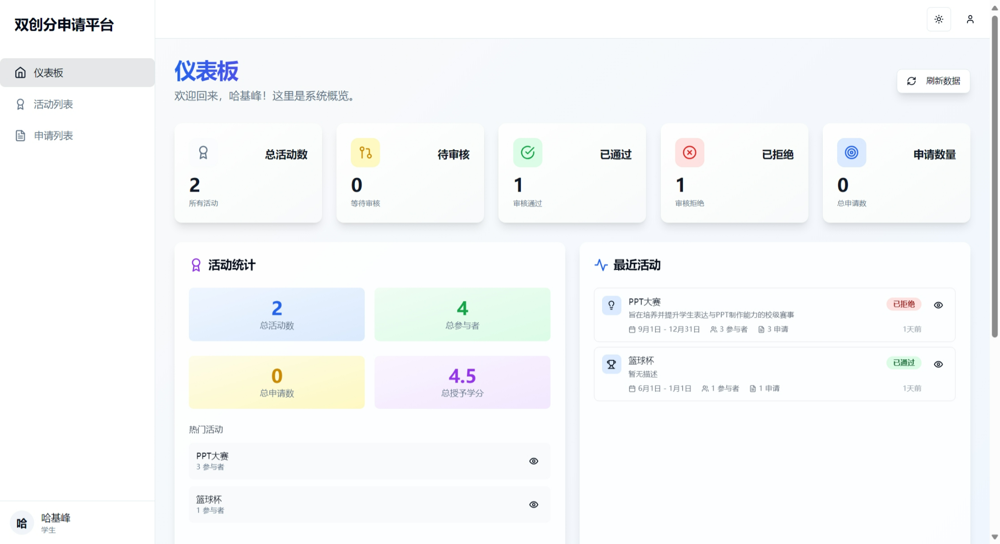 双创分申请平台
仪表板
活动列表
申请列表
哈
哈基峰
学生
仪表板
欢迎回来，哈基峰！这里是系统概览。
刷新数据
总活动数
2
所有活动
待审核
0
等待审核
已通过
1
审核通过
已拒绝
1
审核拒绝
申请数量
0
总申请数
活动统计
2
总活动数
4
总参与者
0
总申请数
4.5
总授予学分
热门活动
PPT大赛
3 参与者
篮球杯
1 参与者
最近活动
PPT大赛
已拒绝
旨在培养并提升学生表达与PPT制作能力的校级赛事
9月1日 - 12月31日 3 参与者 3 申请 1天前
篮球杯
已通过
暂无描述
6月1日 - 1月1日 1 参与者 1 申请 1天前